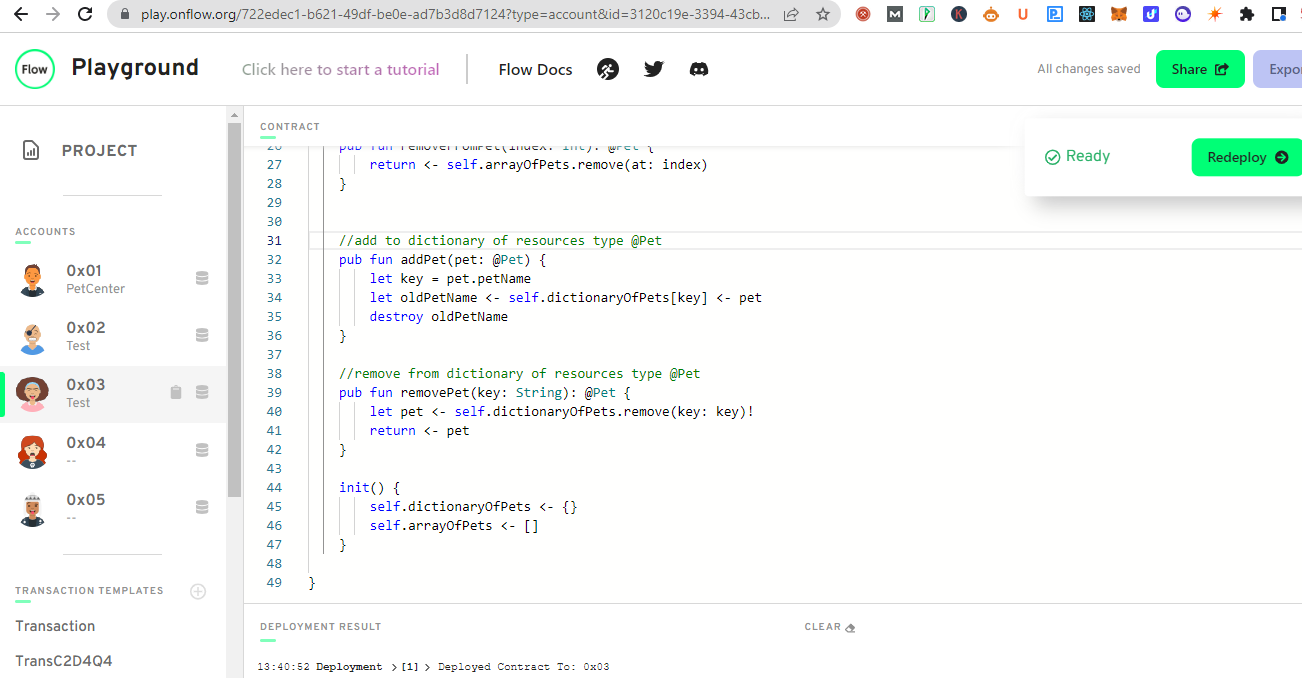 play.onflow.org/722edec1-b621-49df-be0e-ad7b3d8d7124?type=account&id=3120c19e-3394-43cb...
Flow Playground Click here to start a tutorial Flow Docs All changes saved Share Expo
PROJECT
ACCOUNTS
0x01
PetCenter
0x02
Test
0x03
Test
0x04
--
0x05
--
TRANSACTION TEMPLATES
Transaction
TransC2D4Q4
CONTRACT
Ready Redeploy
26 pub fun removeFromPet(index: Int): @Pet {
27 return <- self.arrayOfPets.remove(at: index)
28 }
29
30
31 //add to dictionary of resources type @Pet
32 pub fun addPet(pet: @Pet) {
33 let key = pet.petName
34 let oldPetName <- self.dictionaryOfPets[key] <- pet
35 destroy oldPetName
36 }
37
38 //remove from dictionary of resources type @Pet
39 pub fun removePet(key: String): @Pet {
40 let pet <- self.dictionaryOfPets.remove(key: key)!
41 return <- pet
42 }
43
44 init() {
45 self.dictionaryOfPets <- {}
46 self.arrayOfPets <- []
47 }
48
49 }
DEPLOYMENT RESULT CLEAR
13:40:52 Deployment > [1] > Deployed Contract To: 0x03